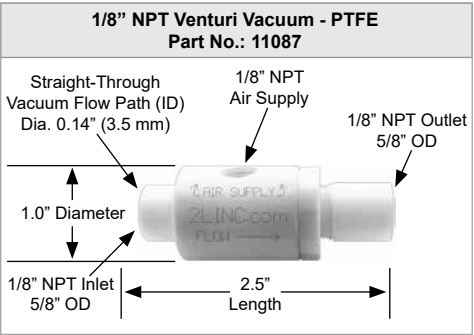 1/8” NPT Venturi Vacuum - PTFE
Part No.: 11087
Straight-Through
Vacuum Flow Path (ID)
Dia. 0.14” (3.5 mm)
1/8” NPT
Air Supply
1/8” NPT Outlet
5/8” OD
AIR SUPPLY
2LINC.com
FLOW
1.0” Diameter
1/8” NPT Inlet
5/8” OD
2.5”
Length